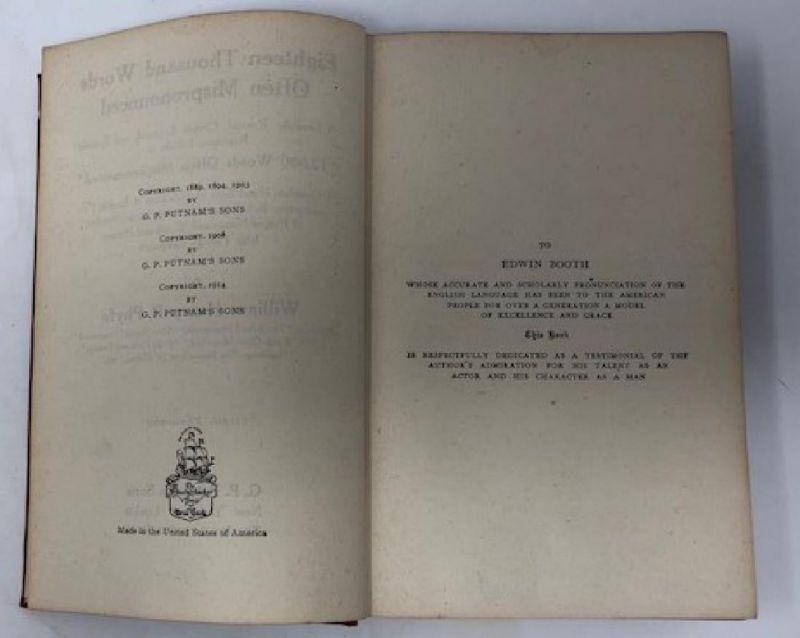 COPYRIGHT, 1889, 1894, 1903
BY
G. P. PUTNAM'S SONS
COPYRIGHT, 1908
BY
G. P. PUTNAM'S SONS
COPYRIGHT, 1914
BY
G. P. PUTNAM'S SONS
Made in the United States of America
TO
EDWIN BOOTH
WHOSE ACCURATE AND SCHOLARLY PRONUNCIATION OF THE
ENGLISH LANGUAGE HAS BEEN TO THE AMERICAN
PEOPLE FOR OVER A GENERATION A MODEL
OF EXCELLENCE AND GRACE
This Book
IS RESPECTFULLY DEDICATED AS A TESTIMONIAL OF THE
AUTHOR'S ADMIRATION FOR HIS TALENT AS AN
ACTOR AND HIS CHARACTER AS A MAN